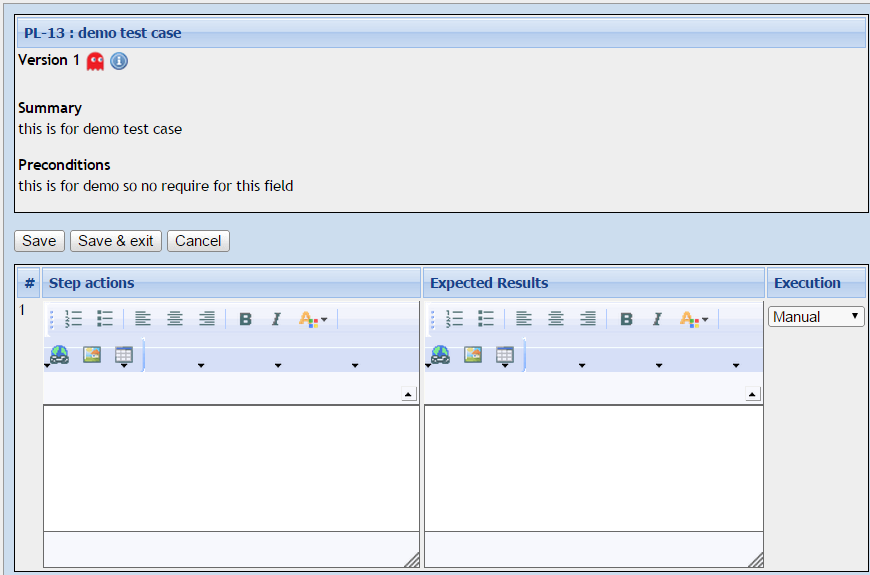 PL-13 : demo test case
Version 1
Summary
this is for demo test case
Preconditions
this is for demo so no require for this field
Save Save & exit Cancel
# Step actions Expected Results Execution
1 B I A B I A Manual